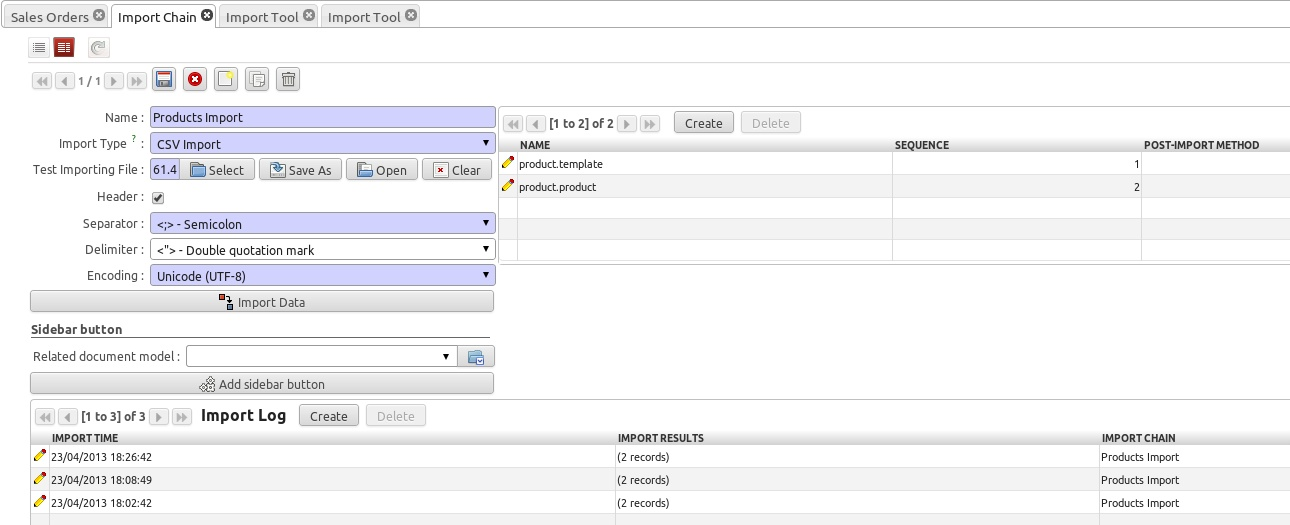 Sales Orders Import Chain Import Tool Import Tool
1 / 1
Name : Products Import
Import Type ? : CSV Import
Test Importing File : 61.4 Select Save As Open Clear
Header :
Separator : <;> - Semicolon
Delimiter : <"> - Double quotation mark
Encoding : Unicode (UTF-8)
Import Data
[1 to 2] of 2 Create Delete
NAME SEQUENCE POST-IMPORT METHOD
product.template 1
product.product 2
Sidebar button
Related document model :
Add sidebar button
[1 to 3] of 3 Import Log Create Delete
IMPORT TIME IMPORT RESULTS IMPORT CHAIN
23/04/2013 18:26:42 (2 records) Products Import
23/04/2013 18:08:49 (2 records) Products Import
23/04/2013 18:02:42 (2 records) Products Import